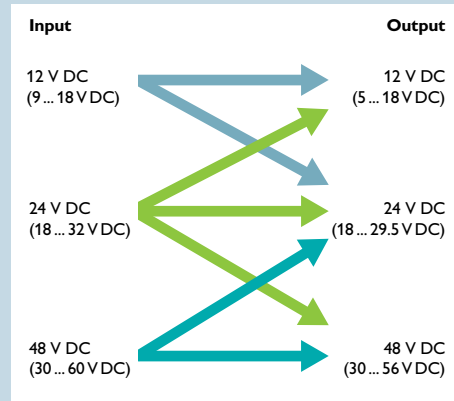 Input
Output
12 V DC
(9 ... 18 V DC)
12 V DC
(5 ... 18 V DC)
24 V DC
(18 ... 32 V DC)
24 V DC
(18 ... 29.5 V DC)
48 V DC
(30 ... 60 V DC)
48 V DC
(30 ... 56 V DC)